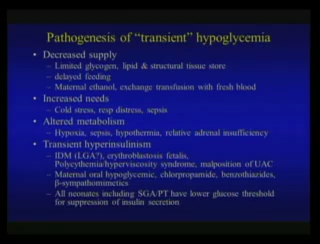 Pathogenesis of "transient" hypoglycemia
• Decreased supply
– Limited glycogen, lipid & structural tissue store
– delayed feeding
– Maternal ethanol, exchange transfusion with fresh blood
• Increased needs
– Cold stress, resp distress, sepsis
• Altered metabolism
– Hypoxia, sepsis, hypothermia, relative adrenal insufficiency
• Transient hyperinsulinism
– IDM (LGA?), erythroblastosis fetalis,
Polycythemia/hyperviscosity syndrome, malposition of UAC
– Maternal oral hypoglycemic, chlorpropamide, benzothiazides,
β-sympathomimetics
– All neonates including SGA/PT have lower glucose threshold
for suppression of insulin secretion